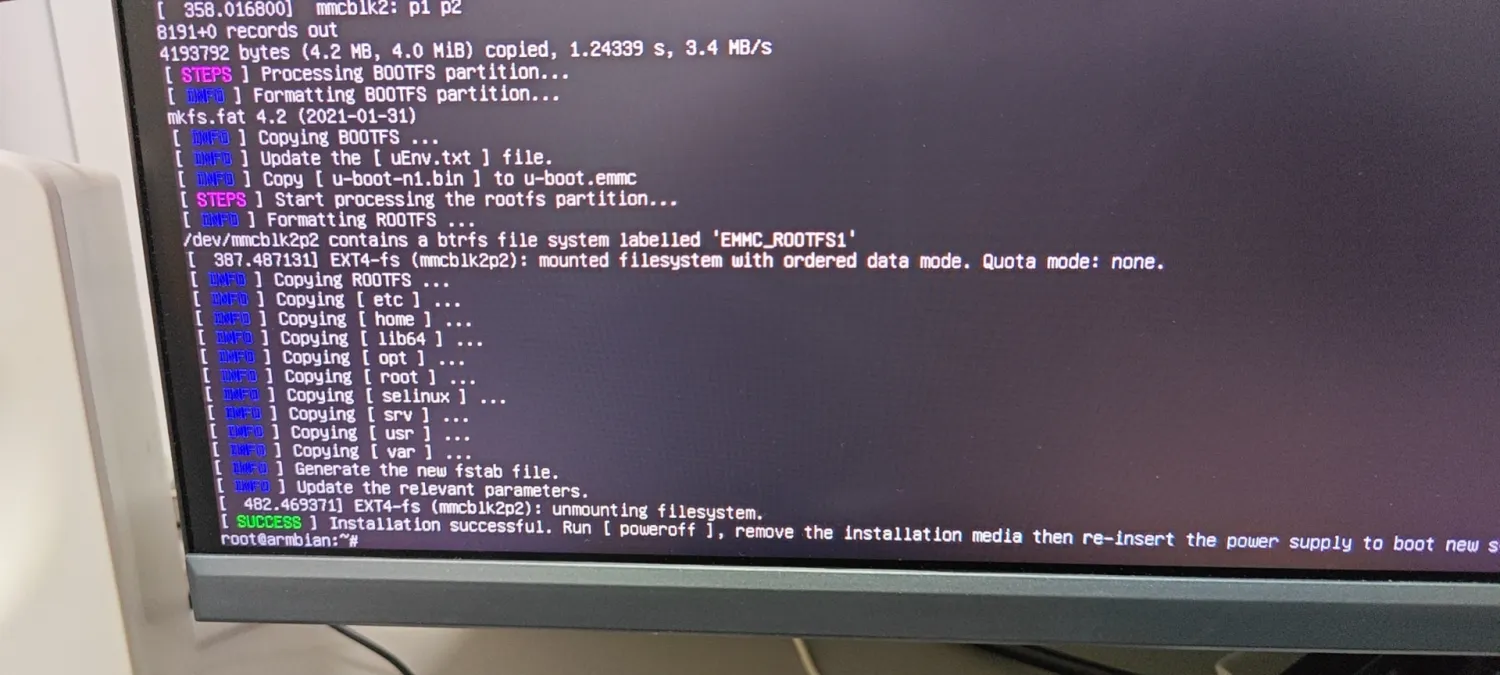 [  358.016800]  mmcblk2: p1 p2
8191+0 records out
4193792 bytes (4.2 MB, 4.0 MiB) copied, 1.24339 s, 3.4 MB/s
[ STEPS ] Processing BOOTFS partition...
[ INFO ] Formatting BOOTFS partition...
mkfs.fat 4.2 (2021-01-31)
[ INFO ] Copying BOOTFS ...
[ INFO ] Update the [ uEnv.txt ] file.
[ INFO ] Copy [ u-boot-n1.bin ] to u-boot.emmc
[ STEPS ] Start processing the rootfs partition...
[ INFO ] Formatting ROOTFS ...
/dev/mmcblk2p2 contains a btrfs file system labelled 'EMMC_ROOTFS1'
[  387.487131] EXT4-fs (mmcblk2p2): mounted filesystem with ordered data mode. Quota mode: none.
[ INFO ] Copying ROOTFS ...
[ INFO ] Copying [ etc ] ...
[ INFO ] Copying [ home ] ...
[ INFO ] Copying [ lib64 ] ...
[ INFO ] Copying [ opt ] ...
[ INFO ] Copying [ root ] ...
[ INFO ] Copying [ selinux ] ...
[ INFO ] Copying [ srv ] ...
[ INFO ] Copying [ usr ] ...
[ INFO ] Copying [ var ] ...
[ INFO ] Generate the new fstab file.
[ INFO ] Update the relevant parameters.
[  482.469371] EXT4-fs (mmcblk2p2): unmounting filesystem.
[ SUCCESS ] Installation successful. Run [ poweroff ], remove the installation media then re-insert the power supply to boot new s
root@armbian:~#